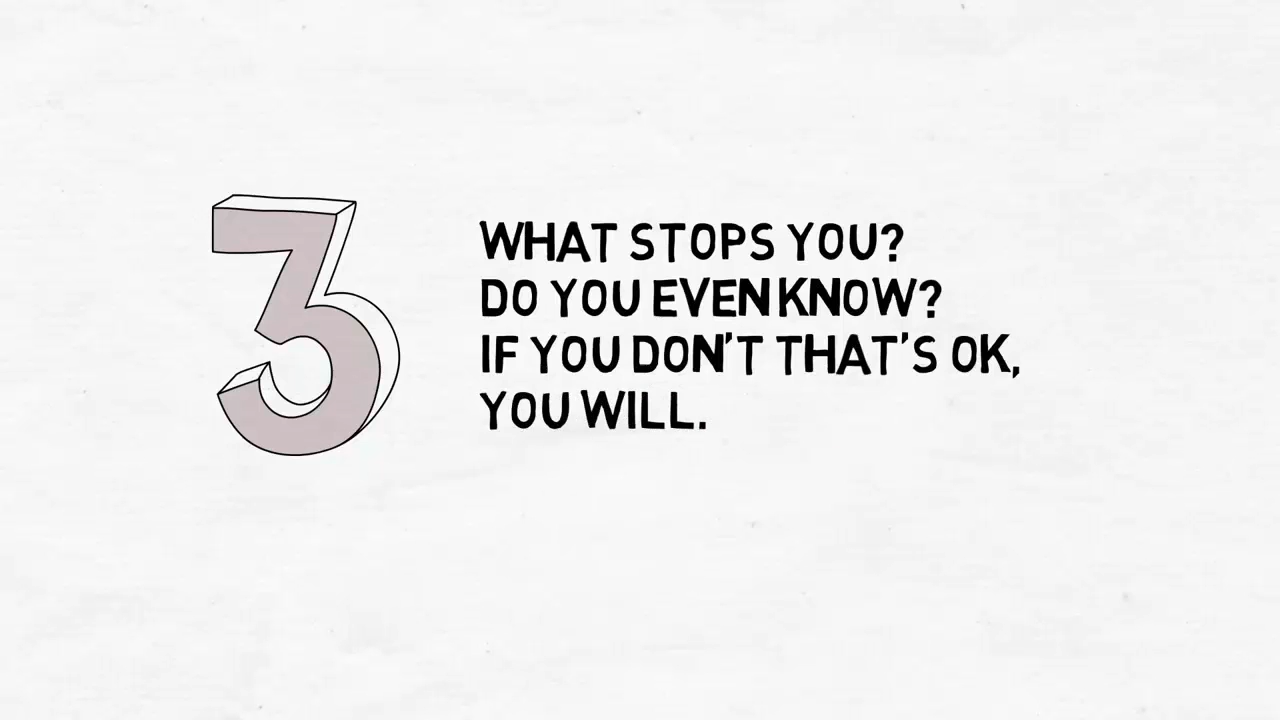 3
WHAT STOPS YOU?
DO YOU EVEN KNOW?
IF YOU DON'T THAT'S OK,
YOU WILL.